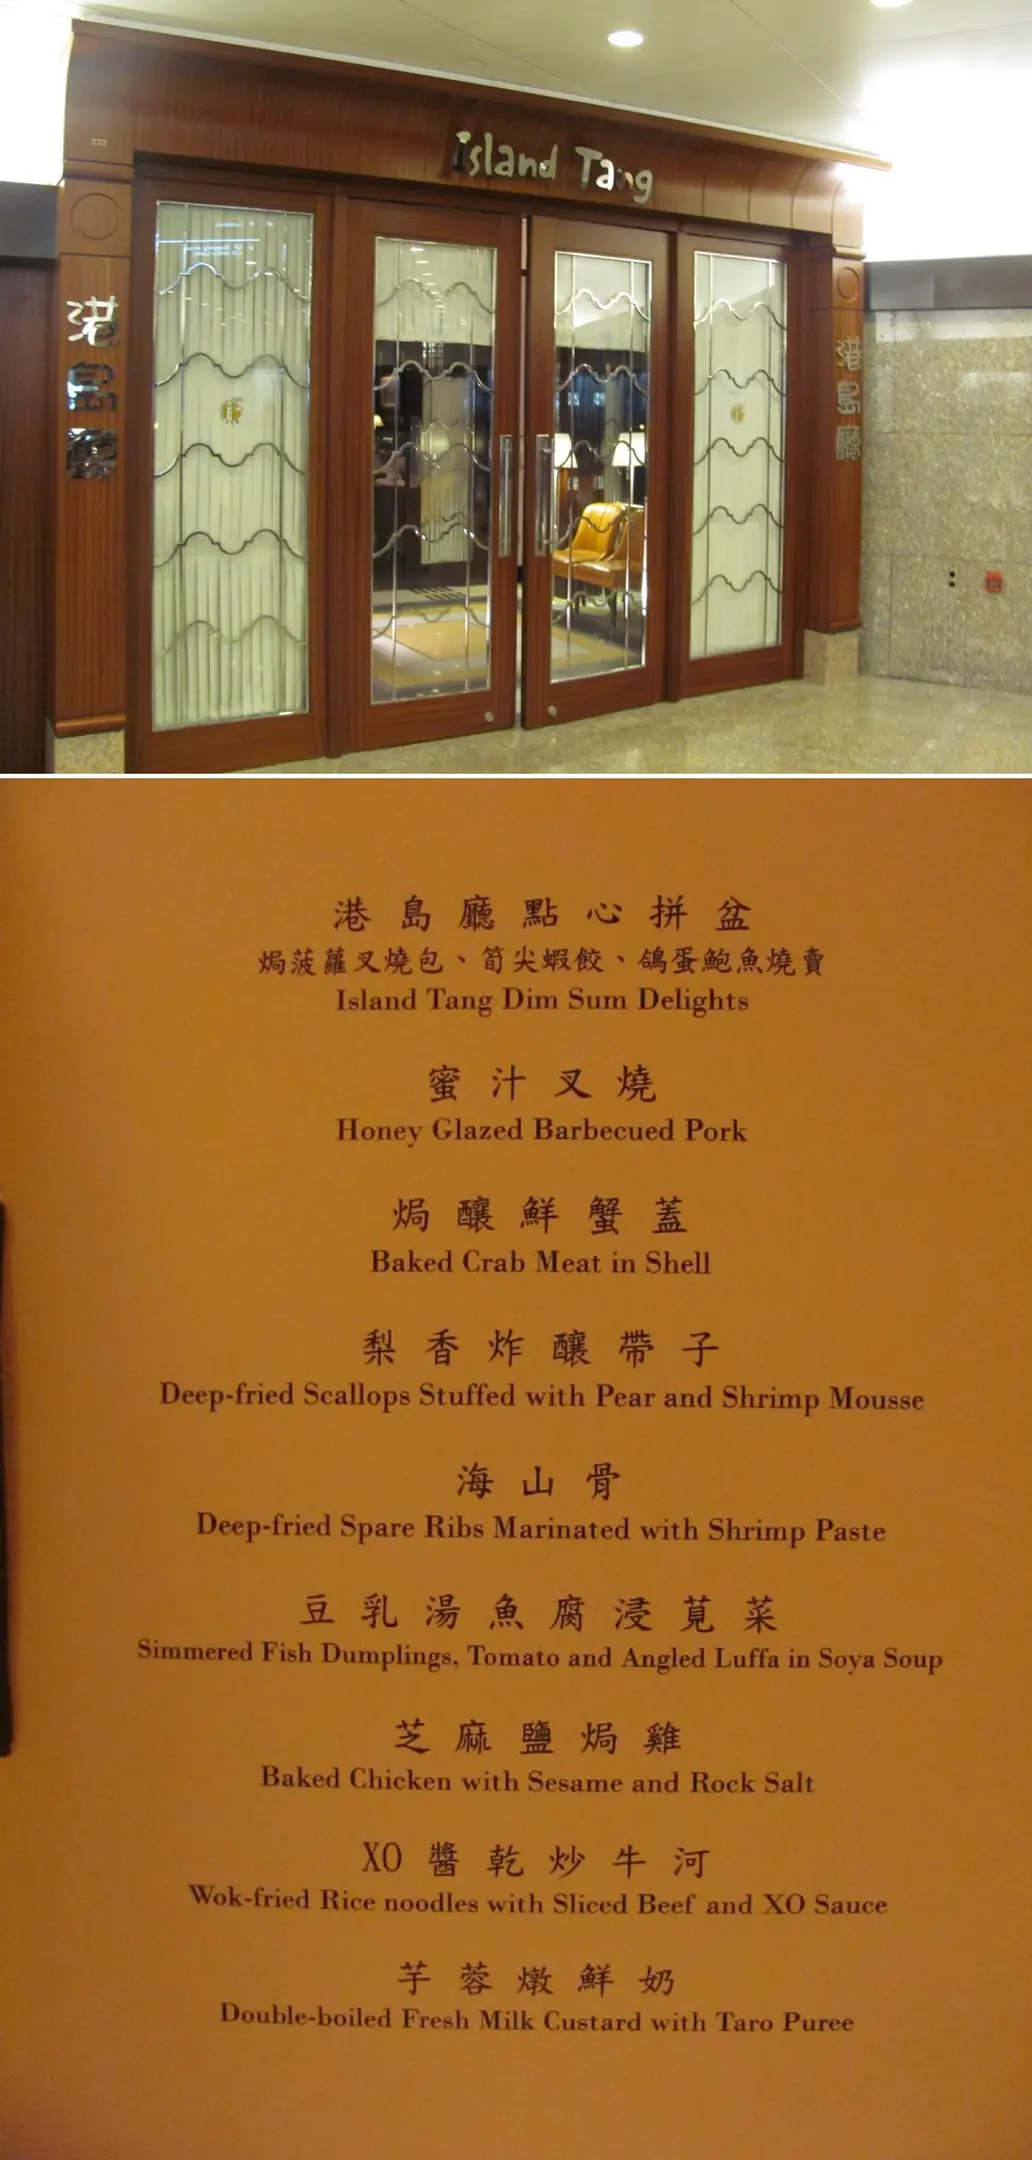 Island Tang
港島廳
港島廳
港島廳點心拼盆
焗菠蘿叉燒包、筍尖蝦餃、鴿蛋鮑魚燒賣
Island Tang Dim Sum Delights
蜜汁叉燒
Honey Glazed Barbecued Pork
焗釀鮮蟹蓋
Baked Crab Meat in Shell
梨香炸釀帶子
Deep-fried Scallops Stuffed with Pear and Shrimp Mousse
海山骨
Deep-fried Spare Ribs Marinated with Shrimp Paste
豆乳湯魚腐浸莧菜
Simmered Fish Dumplings, Tomato and Angled Luffa in Soya Soup
芝麻鹽焗雞
Baked Chicken with Sesame and Rock Salt
XO醬乾炒牛河
Wok-fried Rice noodles with Sliced Beef and XO Sauce
芋蓉燉鮮奶
Double-boiled Fresh Milk Custard with Taro Puree